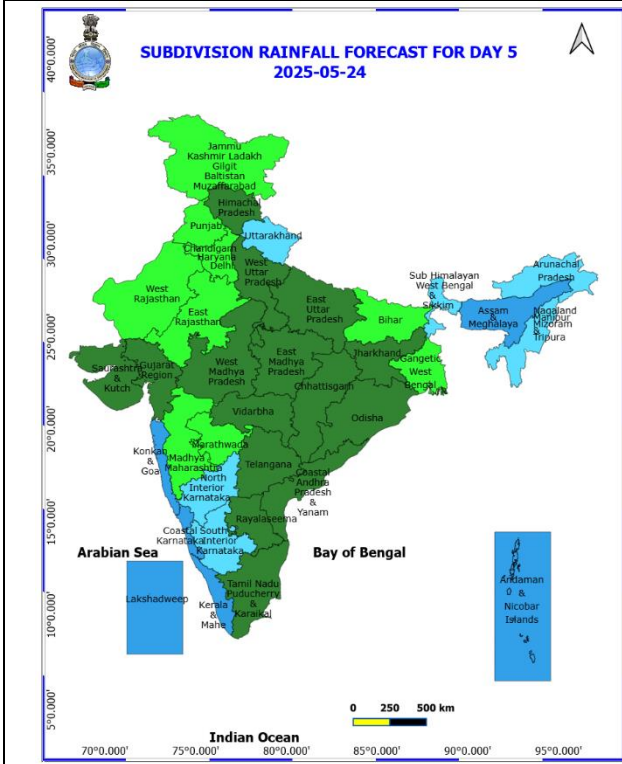 SUBDIVISION RAINFALL FORECAST FOR DAY 5
2025-05-24
40°0.000'
35°0.000'
30°0.000'
25°0.000'
20°0.000'
15°0.000'
10°0.000'
5°0.000'
Jammu
Kashmir Ladakh
Gilgit
Baltistan
Muzaffarabad
Himachal
Pradesh
Punjab
Uttarakhand
Chandigarh
Haryana
Delhi
West
Uttar
Pradesh
West
Rajasthan
East
Rajasthan
East
Uttar
Pradesh
Bihar
Sub Himalayan
West Bengal
&
Sikkim
Arunachal
Pradesh
Assam
&
Meghalaya
Nagaland
Manipur
Mizoram
&
Tripura
Saurashtra
&
Kutch
Gujarat
Region
West
Madhya
Pradesh
East
Madhya
Pradesh
Jharkhand
Gangetic
West
Bengal
Chhattisgarh
Odisha
Vidarbha
Konkan
&
Goa
Madhya
Maharashtra
Marathwada
Telangana
North
Interior
Karnataka
Coastal
Andhra
Pradesh
&
Yanam
Rayalaseema
Coastal
Karnataka
South
Interior
Karnataka
Arabian Sea
Bay of Bengal
Lakshadweep
Kerala
&
Mahe
Tamil Nadu
Puducherry
&
Karaikal
Andaman
&
Nicobar
Islands
0 250 500 km
Indian Ocean
70°0.000' 75°0.000' 80°0.000' 85°0.000' 90°0.000' 95°0.000'